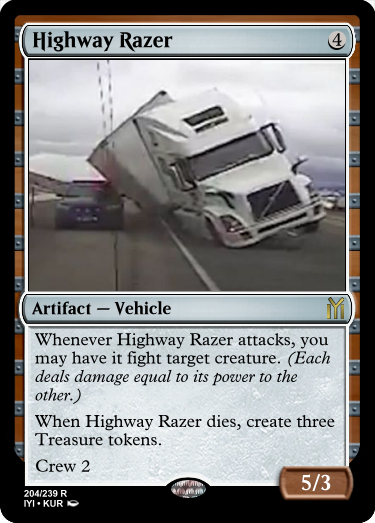 Highway Razer
4
Artifact — Vehicle
Whenever Highway Razer attacks, you
may have it fight target creature. (Each
deals damage equal to its power to the
other.)
When Highway Razer dies, create three
Treasure tokens.
Crew 2
5/3
204/239 R
IYI • KUR